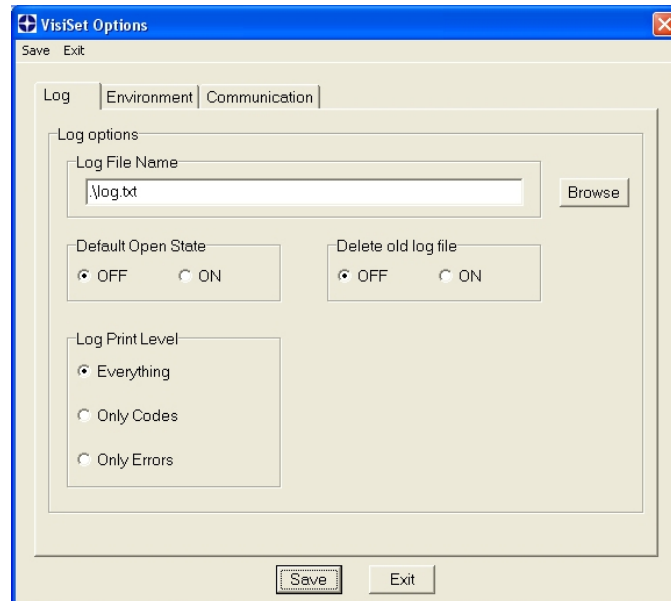 VisiSet Options
Save Exit
Log Environment Communication
Log options
Log File Name
.\log.txt
Browse
Default Open State
OFF ON
Delete old log file
OFF ON
Log Print Level
Everything
Only Codes
Only Errors
Save Exit